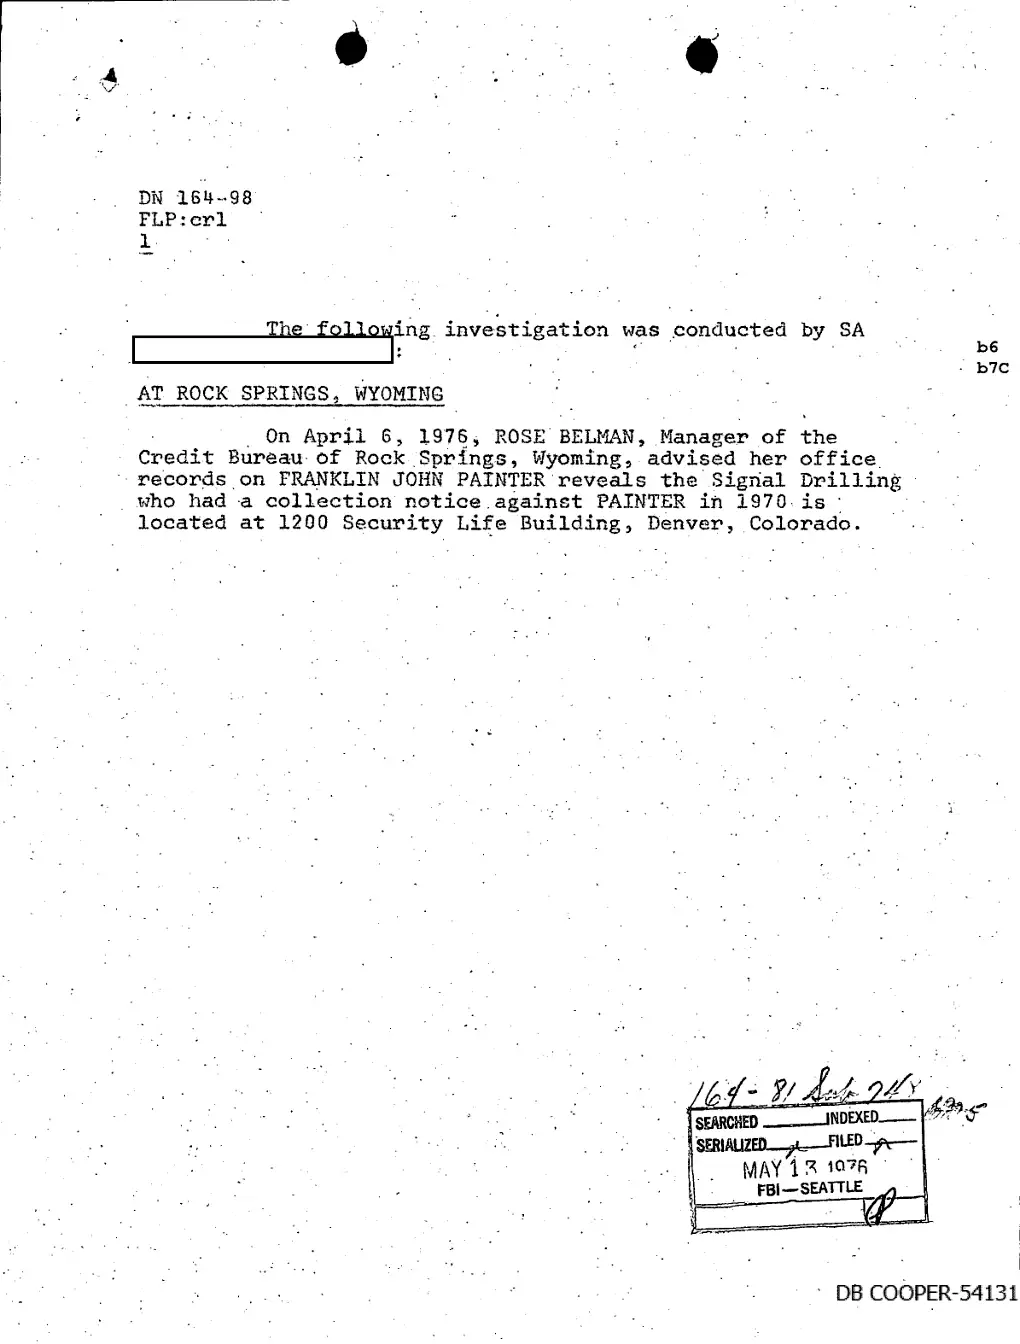 DN 164-98
FLP:crl
1
The following investigation was conducted by SA
:
b6
b7C
AT ROCK SPRINGS, WYOMING
On April 6, 1976, ROSE BELMAN, Manager of the
Credit Bureau of Rock Springs, Wyoming, advised her office
records on FRANKLIN JOHN PAINTER reveals the Signal Drilling
who had a collection notice against PAINTER in 1970 is
located at 1200 Security Life Building, Denver, Colorado.
164-81 Sub
SEARCHED INDEXED
SERIALIZED FILED
MAY 13 1976
FBI—SEATTLE
DB COOPER-54131